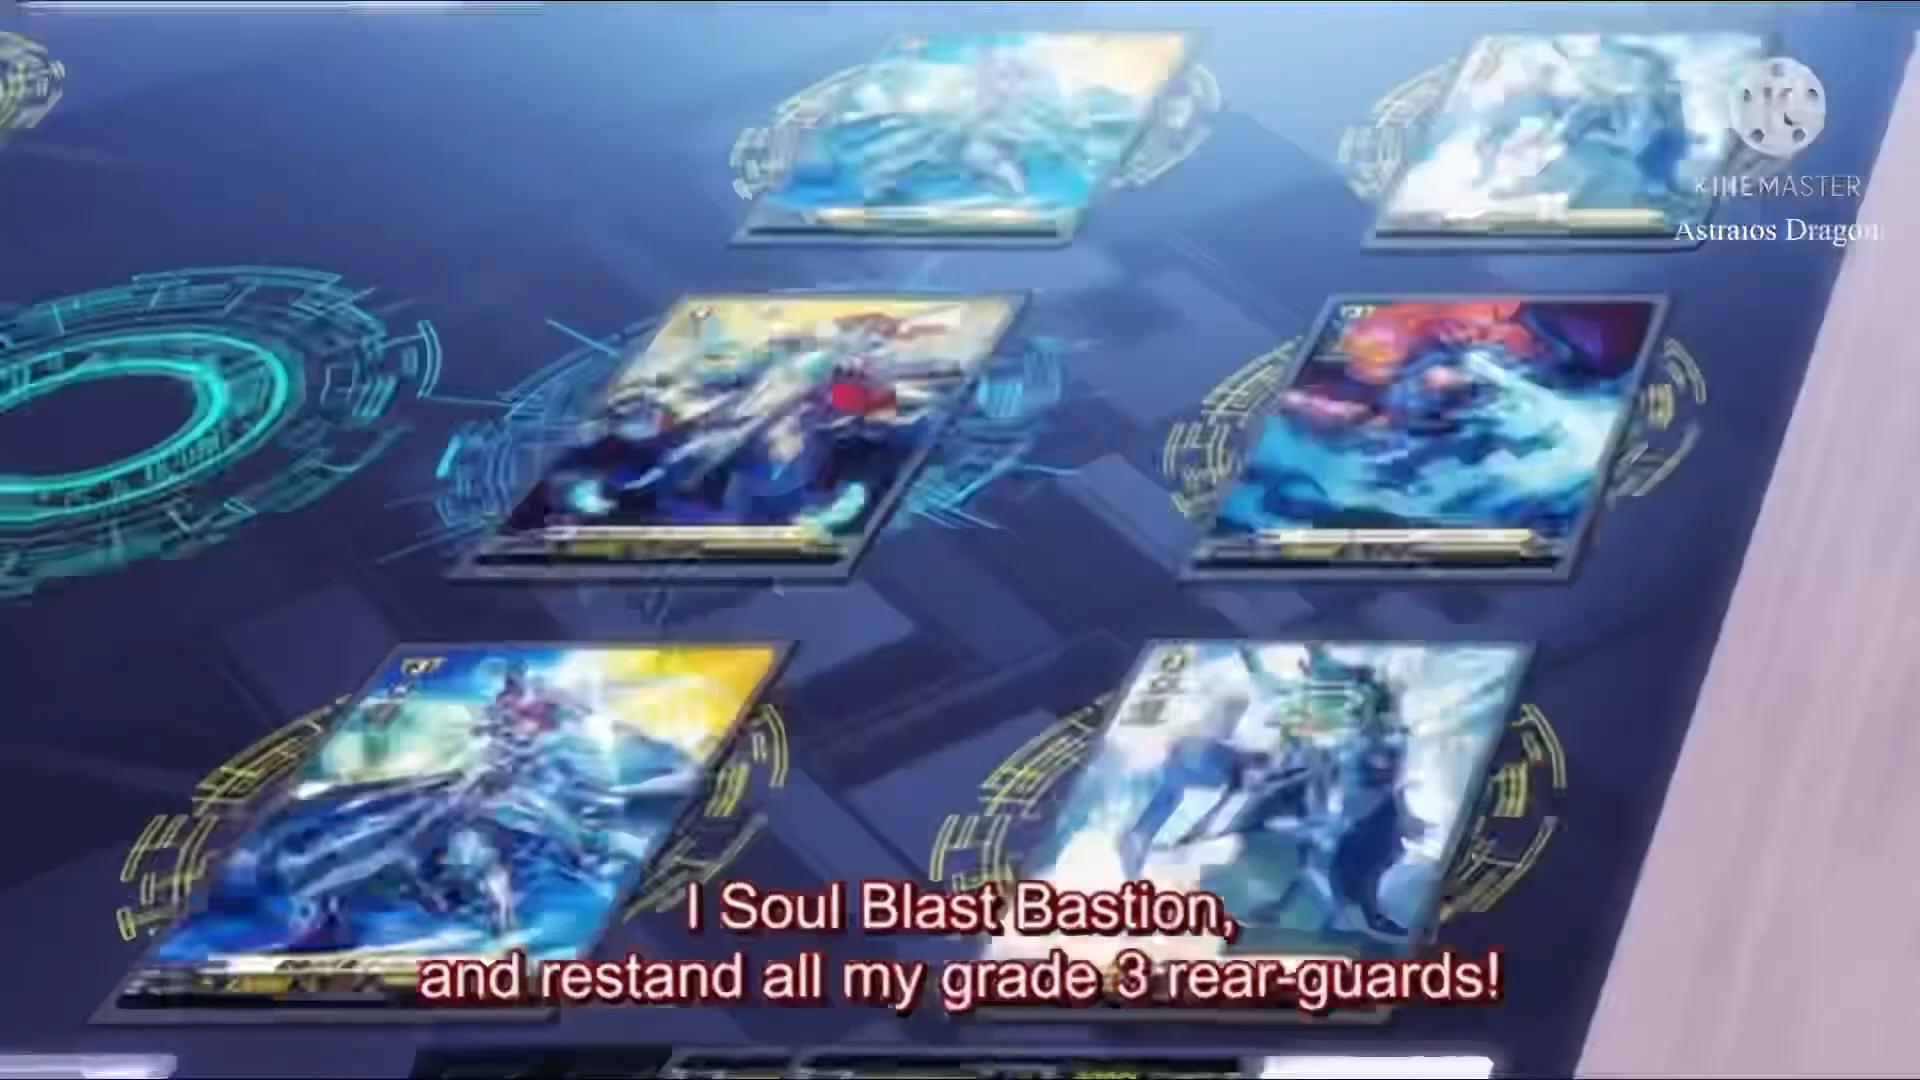 KINEMASTER
Astraios Dragon
I Soul Blast Bastion,
and restand all my grade 3 rear-guards!